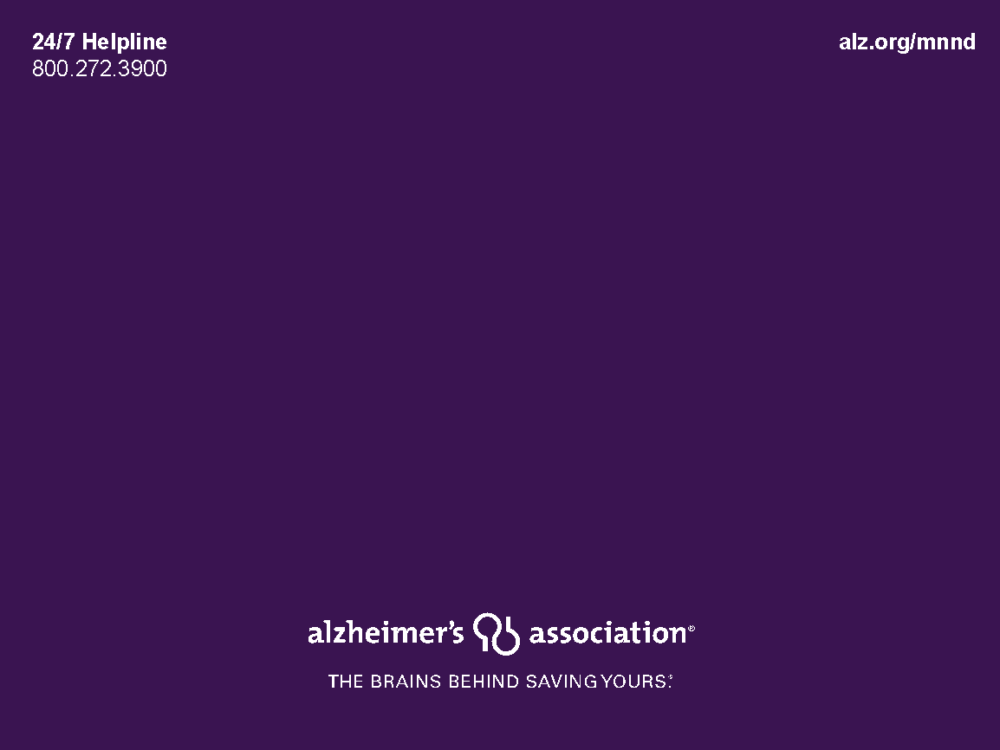 24/7 Helpline
800.272.3900
alz.org/mnnd
alzheimer's association®
THE BRAINS BEHIND SAVING YOURS.